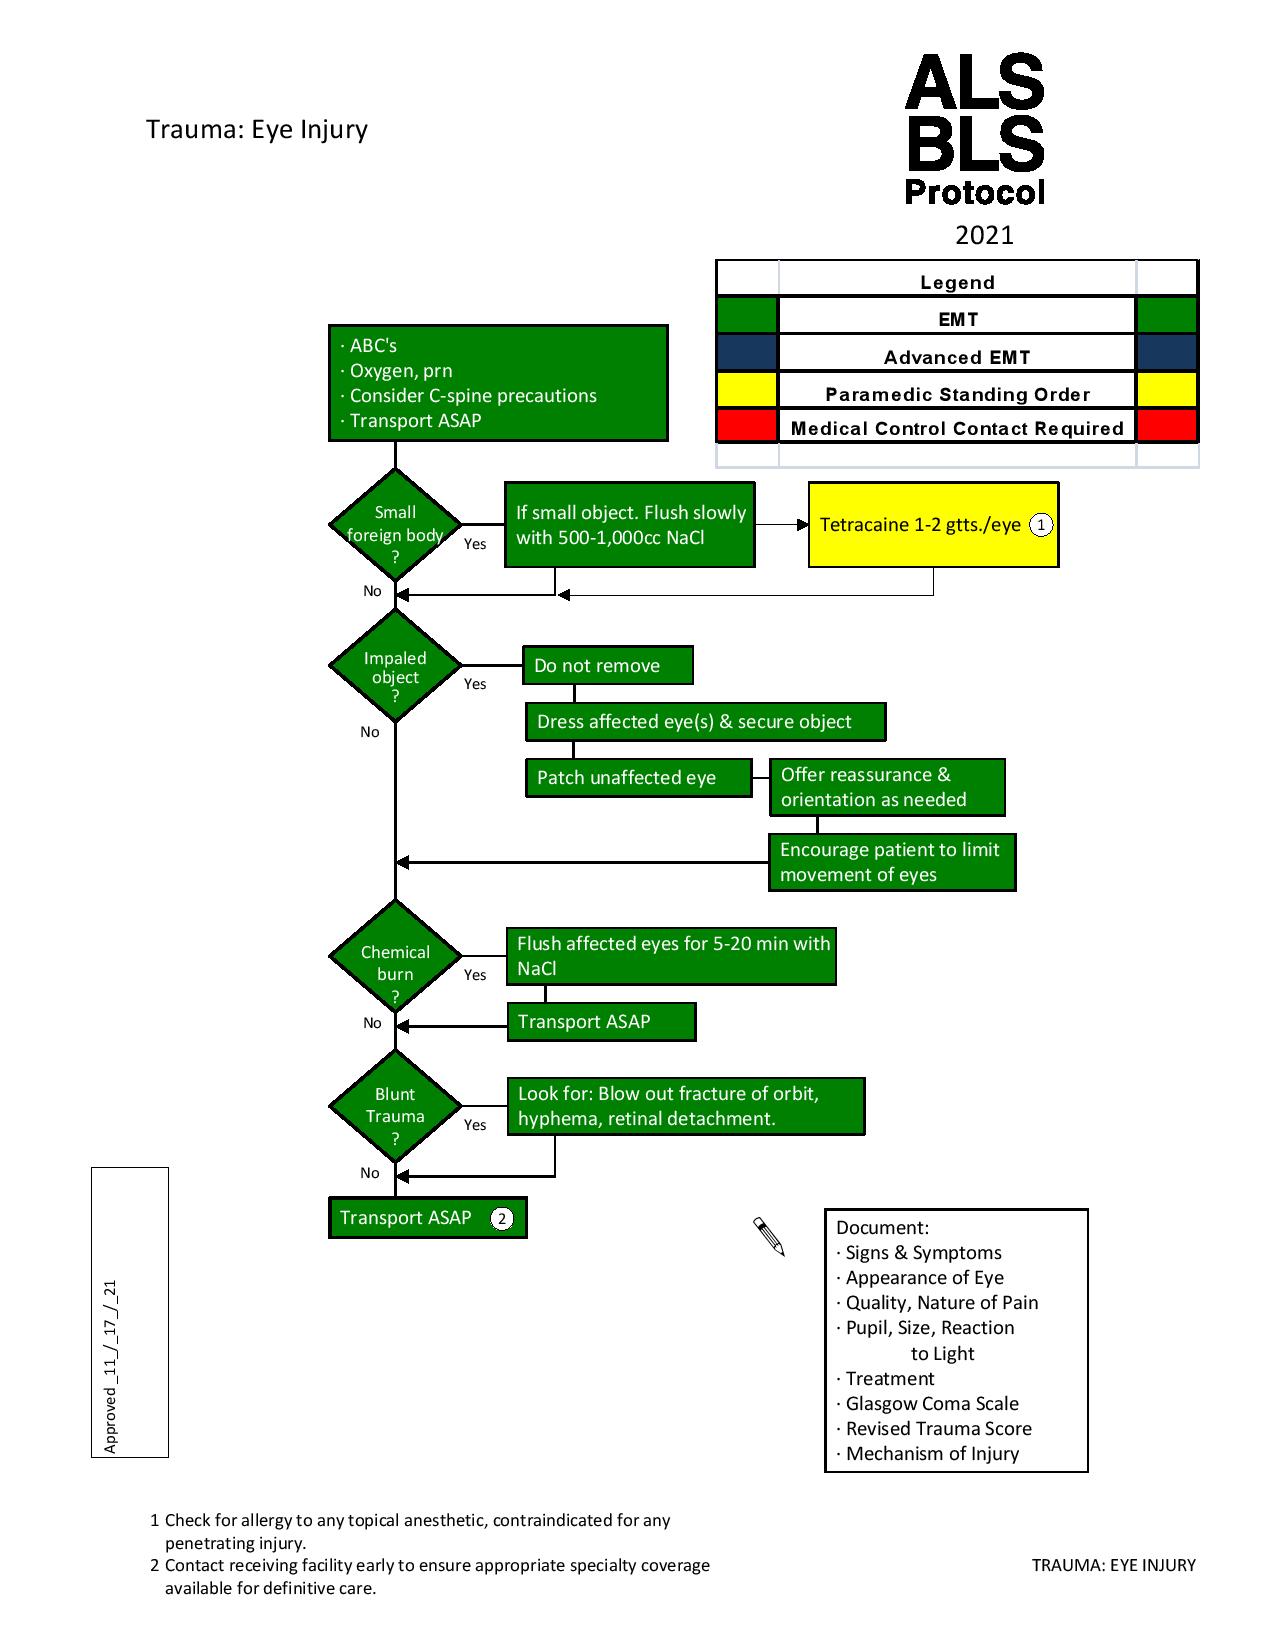 Trauma: Eye Injury
ALS
BLS
Protocol
2021
Legend
EMT
Advanced EMT
Paramedic Standing Order
Medical Control Contact Required
· ABC's
· Oxygen, prn
· Consider C-spine precautions
· Transport ASAP
Small
foreign body
?
Yes
No
If small object. Flush slowly
with 500-1,000cc NaCl
Tetracaine 1-2 gtts./eye 1
Impaled
object
?
Yes
No
Do not remove
Dress affected eye(s) & secure object
Patch unaffected eye
Offer reassurance &
orientation as needed
Encourage patient to limit
movement of eyes
Chemical
burn
?
Yes
No
Flush affected eyes for 5-20 min with
NaCl
Transport ASAP
Blunt
Trauma
?
Yes
No
Look for: Blow out fracture of orbit,
hyphema, retinal detachment.
Transport ASAP 2
Document:
· Signs & Symptoms
· Appearance of Eye
· Quality, Nature of Pain
· Pupil, Size, Reaction
to Light
· Treatment
· Glasgow Coma Scale
· Revised Trauma Score
· Mechanism of Injury
Approved _11_/_17_/_21
1 Check for allergy to any topical anesthetic, contraindicated for any
penetrating injury.
2 Contact receiving facility early to ensure appropriate specialty coverage
available for definitive care.
TRAUMA: EYE INJURY